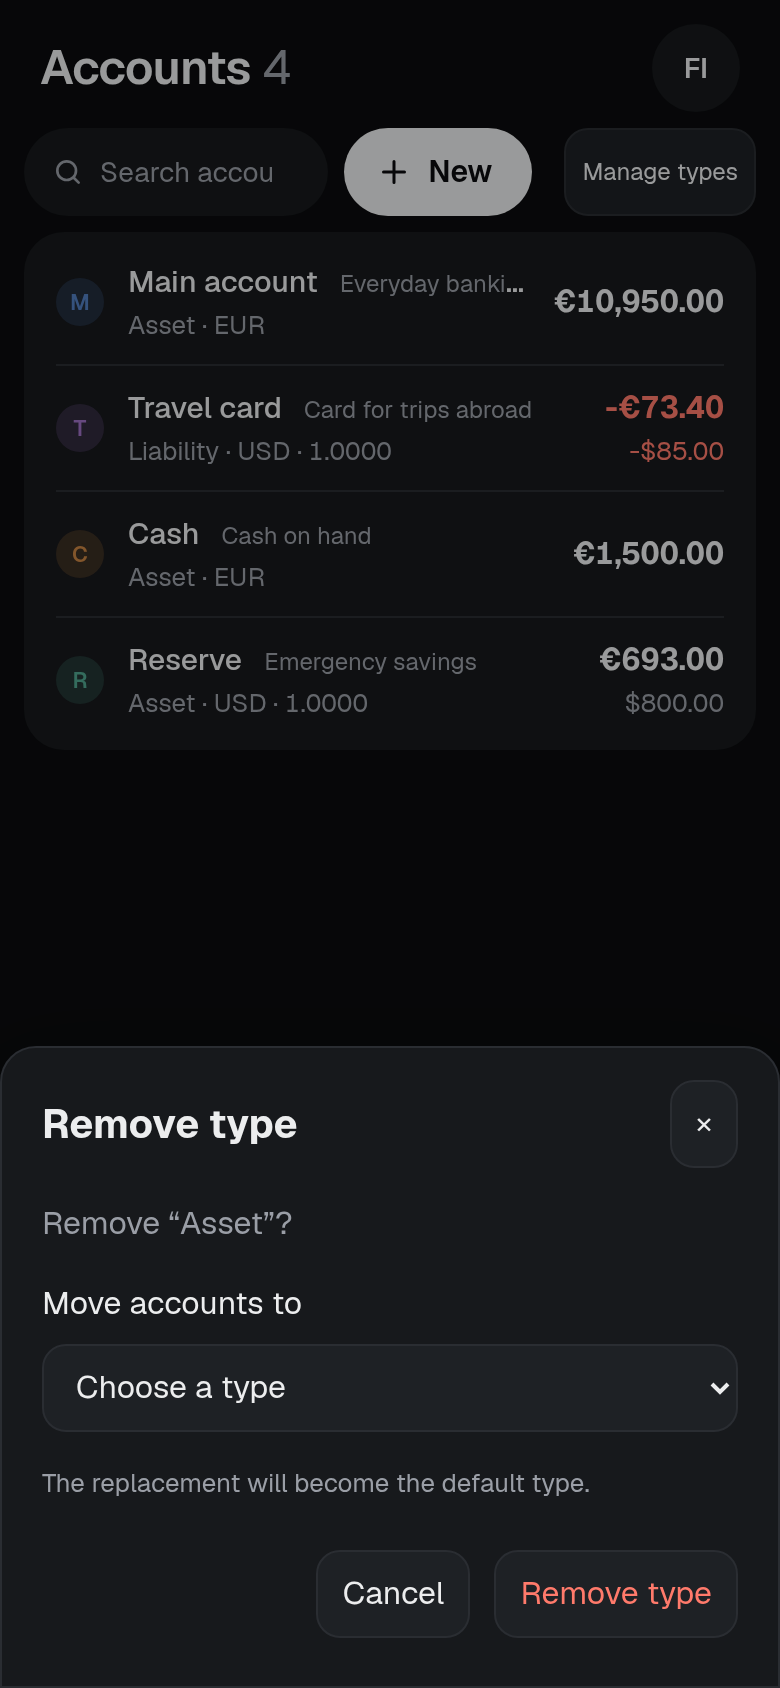 Accounts 4
FI
Search accou
New
Manage types
M
Main account Everyday banki...
€10,950.00
Asset · EUR
T
Travel card Card for trips abroad
-€73.40
Liability · USD · 1.0000
-$85.00
C
Cash Cash on hand
€1,500.00
Asset · EUR
R
Reserve Emergency savings
€693.00
Asset · USD · 1.0000
$800.00
Remove type
×
Remove “Asset”?
Move accounts to
Choose a type
The replacement will become the default type.
Cancel
Remove type